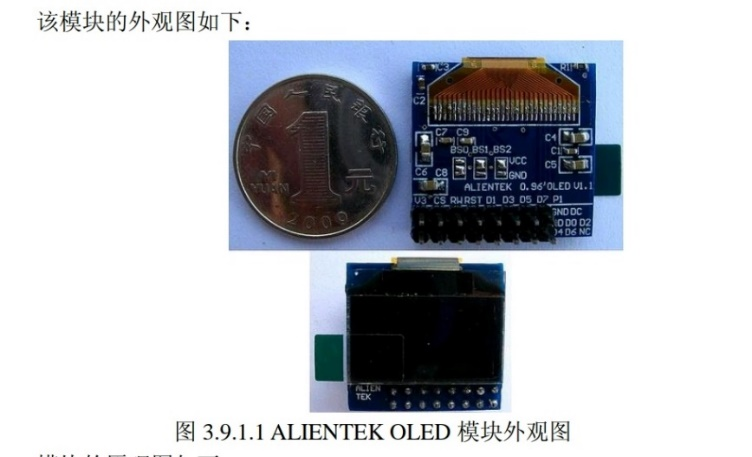 该模块的外观图如下：
中国人民银行
1
YI YUAN 元
2009
C3 R1
C2
C7 C9 C4
BS0 BS1 BS2 C1
VCC
C6 C8 GND C5
ALIENTEK 0.96'OLED V1.1
V3 CS RW RST D1 D3 D5 D7 P1
GND DC
RD D0 D2
D4 D6 NC
ALIEN
TEK
图 3.9.1.1 ALIENTEK OLED 模块外观图